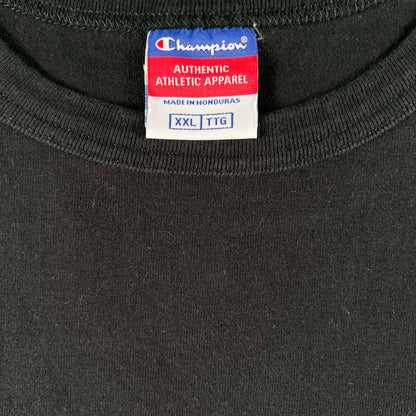 Champion
AUTHENTIC
ATHLETIC APPAREL
MADE IN HONDURAS
XXL TTG